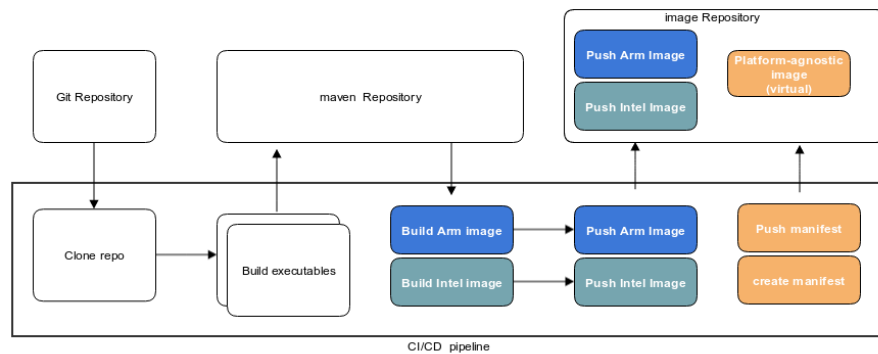 image Repository
Git Repository
maven Repository
Push Arm Image
Push Intel Image
Platform-agnostic
image
(virtual)
Clone repo
Build executables
Build Arm image
Build Intel image
Push Arm Image
Push Intel Image
Push manifest
create manifest
CI/CD pipeline